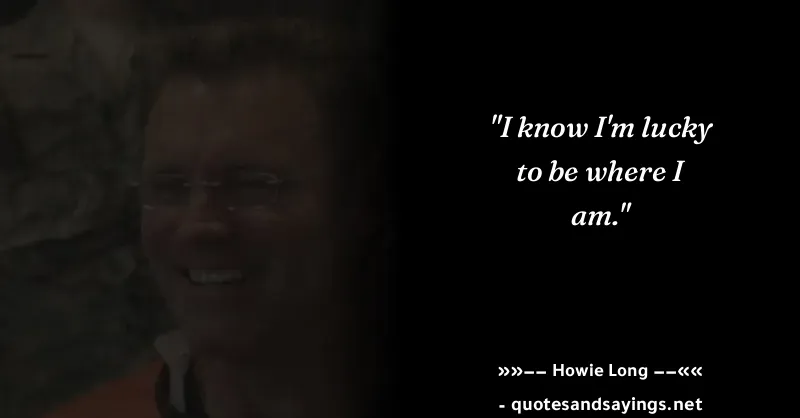 "I know I'm lucky
to be where I
am."
»»−− Howie Long −−««
- quotesandsayings.net